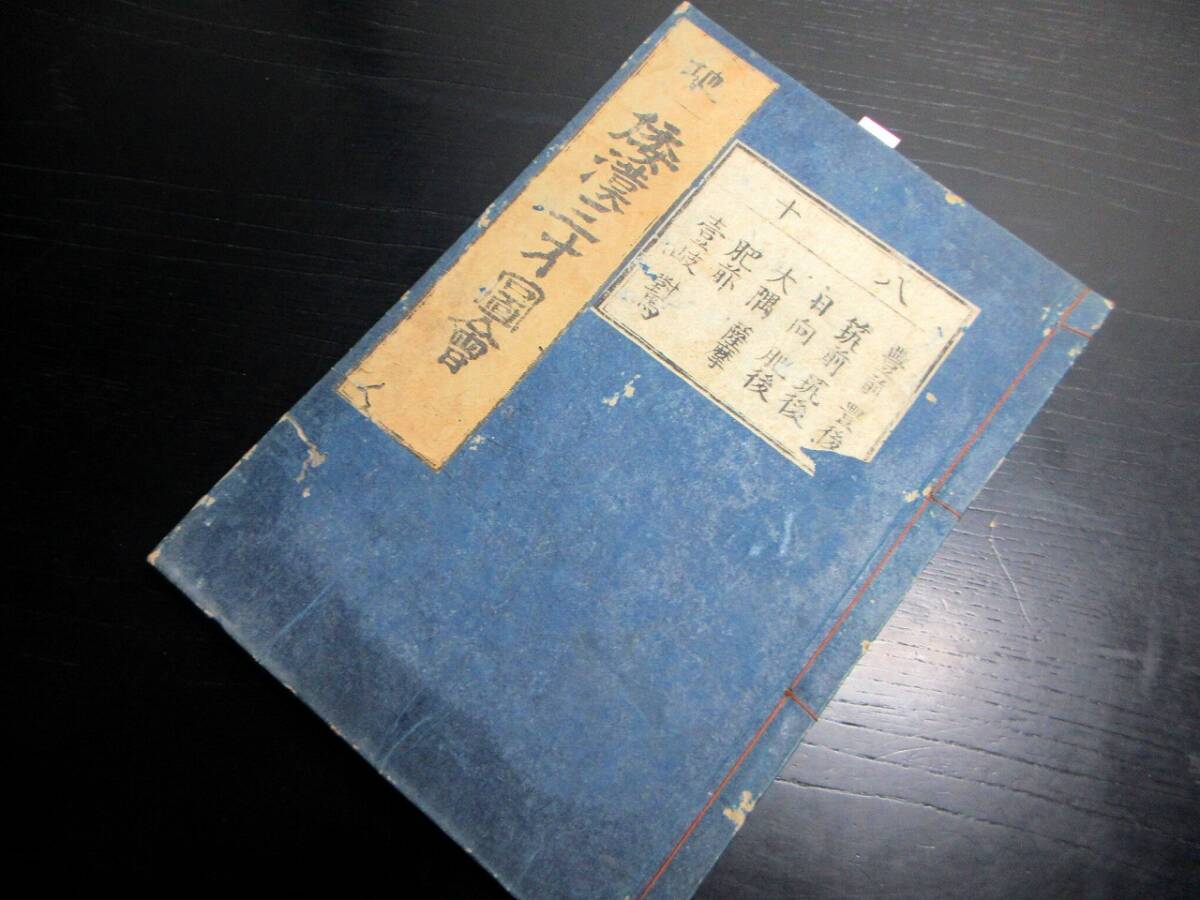 地
倭漢三才圖會
八十
豊前 豊後
筑前 筑後
日向 肥後
大隅 薩摩
肥前
壹岐 對馬